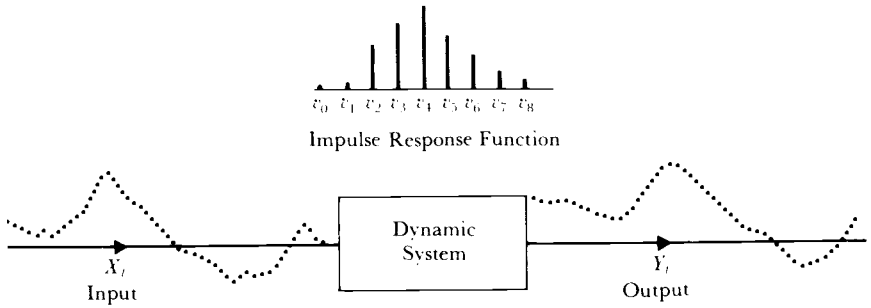 v₀ v₁ v₂ v₃ v₄ v₅ v₆ v₇ v₈
Impulse Response Function
Dynamic
System
Xₜ
Input
Yₜ
Output